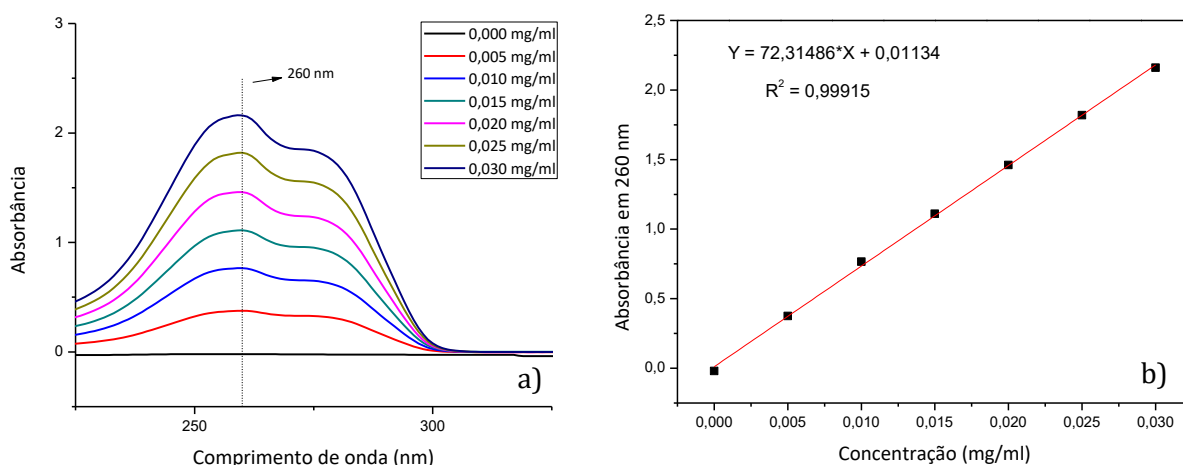 3
2
1
0
Absorbância
250
300
Comprimento de onda (nm)
260 nm
0,000 mg/ml
0,005 mg/ml
0,010 mg/ml
0,015 mg/ml
0,020 mg/ml
0,025 mg/ml
0,030 mg/ml
a)
2,5
2,0
1,5
1,0
0,5
0,0
Absorbância em 260 nm
Y = 72,31486*X + 0,01134
R² = 0,99915
b)
0,000
0,005
0,010
0,015
0,020
0,025
0,030
Concentração (mg/ml)